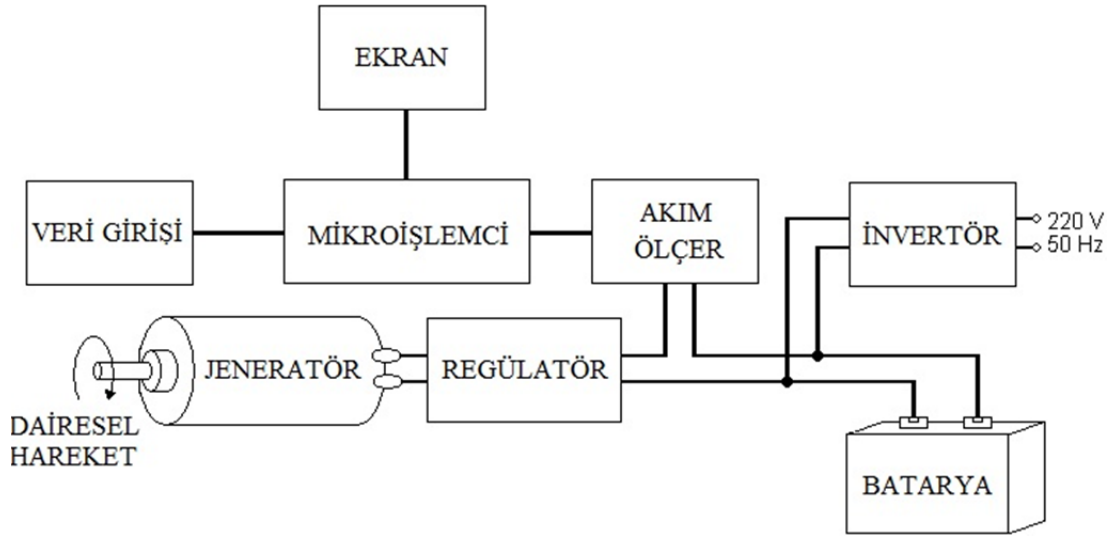 EKRAN
VERİ GİRİŞİ
MİKROİŞLEMCİ
AKIM
ÖLÇER
İNVERTÖR
220 V
50 Hz
JENERATÖR
REGÜLATÖR
DAİRESEL
HAREKET
BATARYA